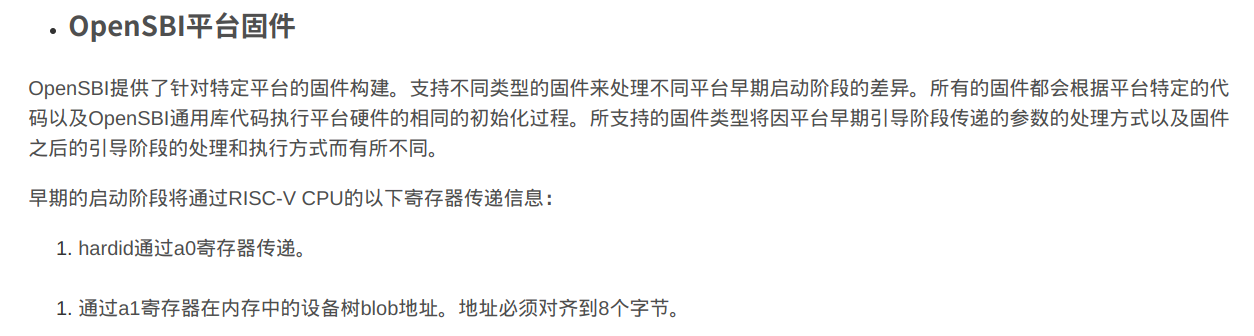 • OpenSBI平台固件
OpenSBI提供了针对特定平台的固件构建。支持不同类型的固件来处理不同平台早期启动阶段的差异。所有的固件都会根据平台特定的代
码以及OpenSBI通用库代码执行平台硬件的相同的初始化过程。所支持的固件类型将因平台早期引导阶段传递的参数的处理方式以及固件
之后的引导阶段的处理和执行方式而有所不同。
早期的启动阶段将通过RISC-V CPU的以下寄存器传递信息：
1. hardid通过a0寄存器传递。
1. 通过a1寄存器在内存中的设备树blob地址。地址必须对齐到8个字节。